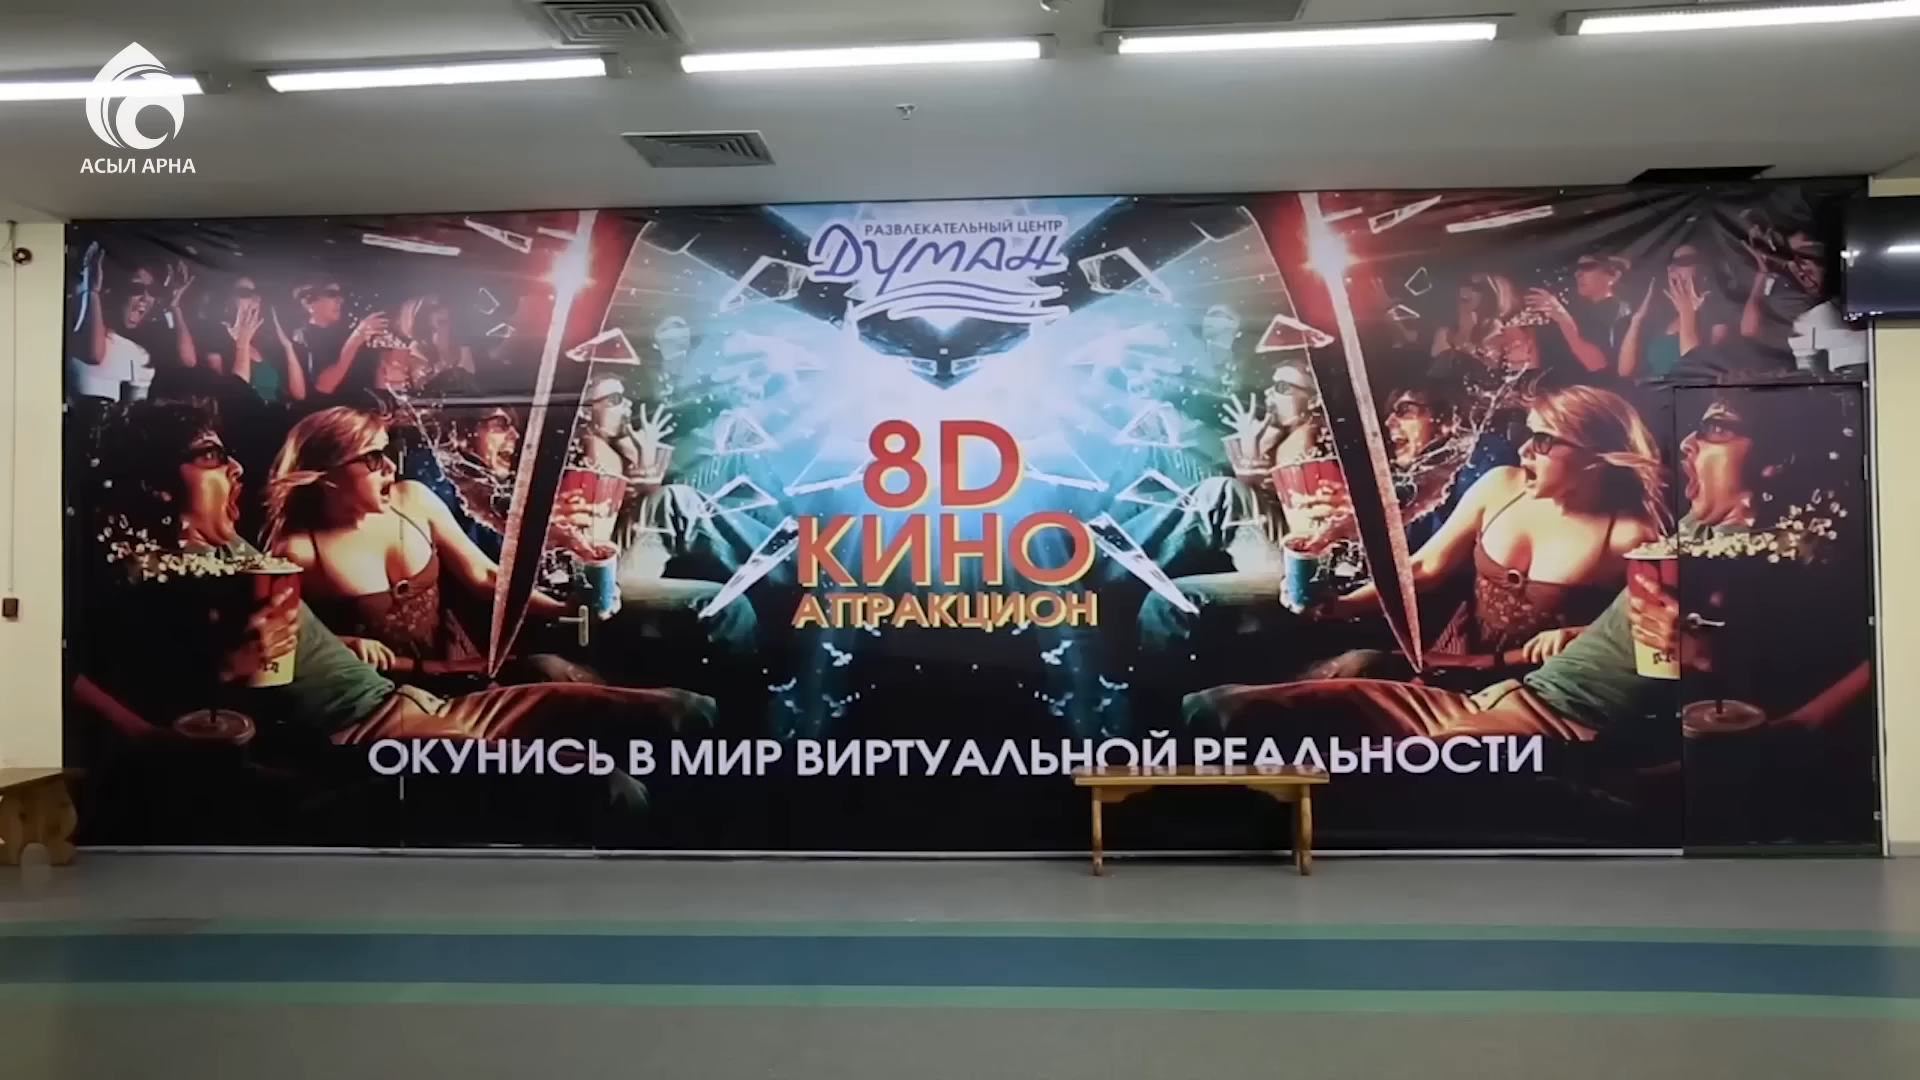 АСЫЛ АРНА
РАЗВЛЕКАТЕЛЬНЫЙ ЦЕНТР
ДУМАН
8D
КИНО
АТТРАКЦИОН
ОКУНИСЬ В МИР ВИРТУАЛЬНОЙ РЕАЛЬНОСТИ